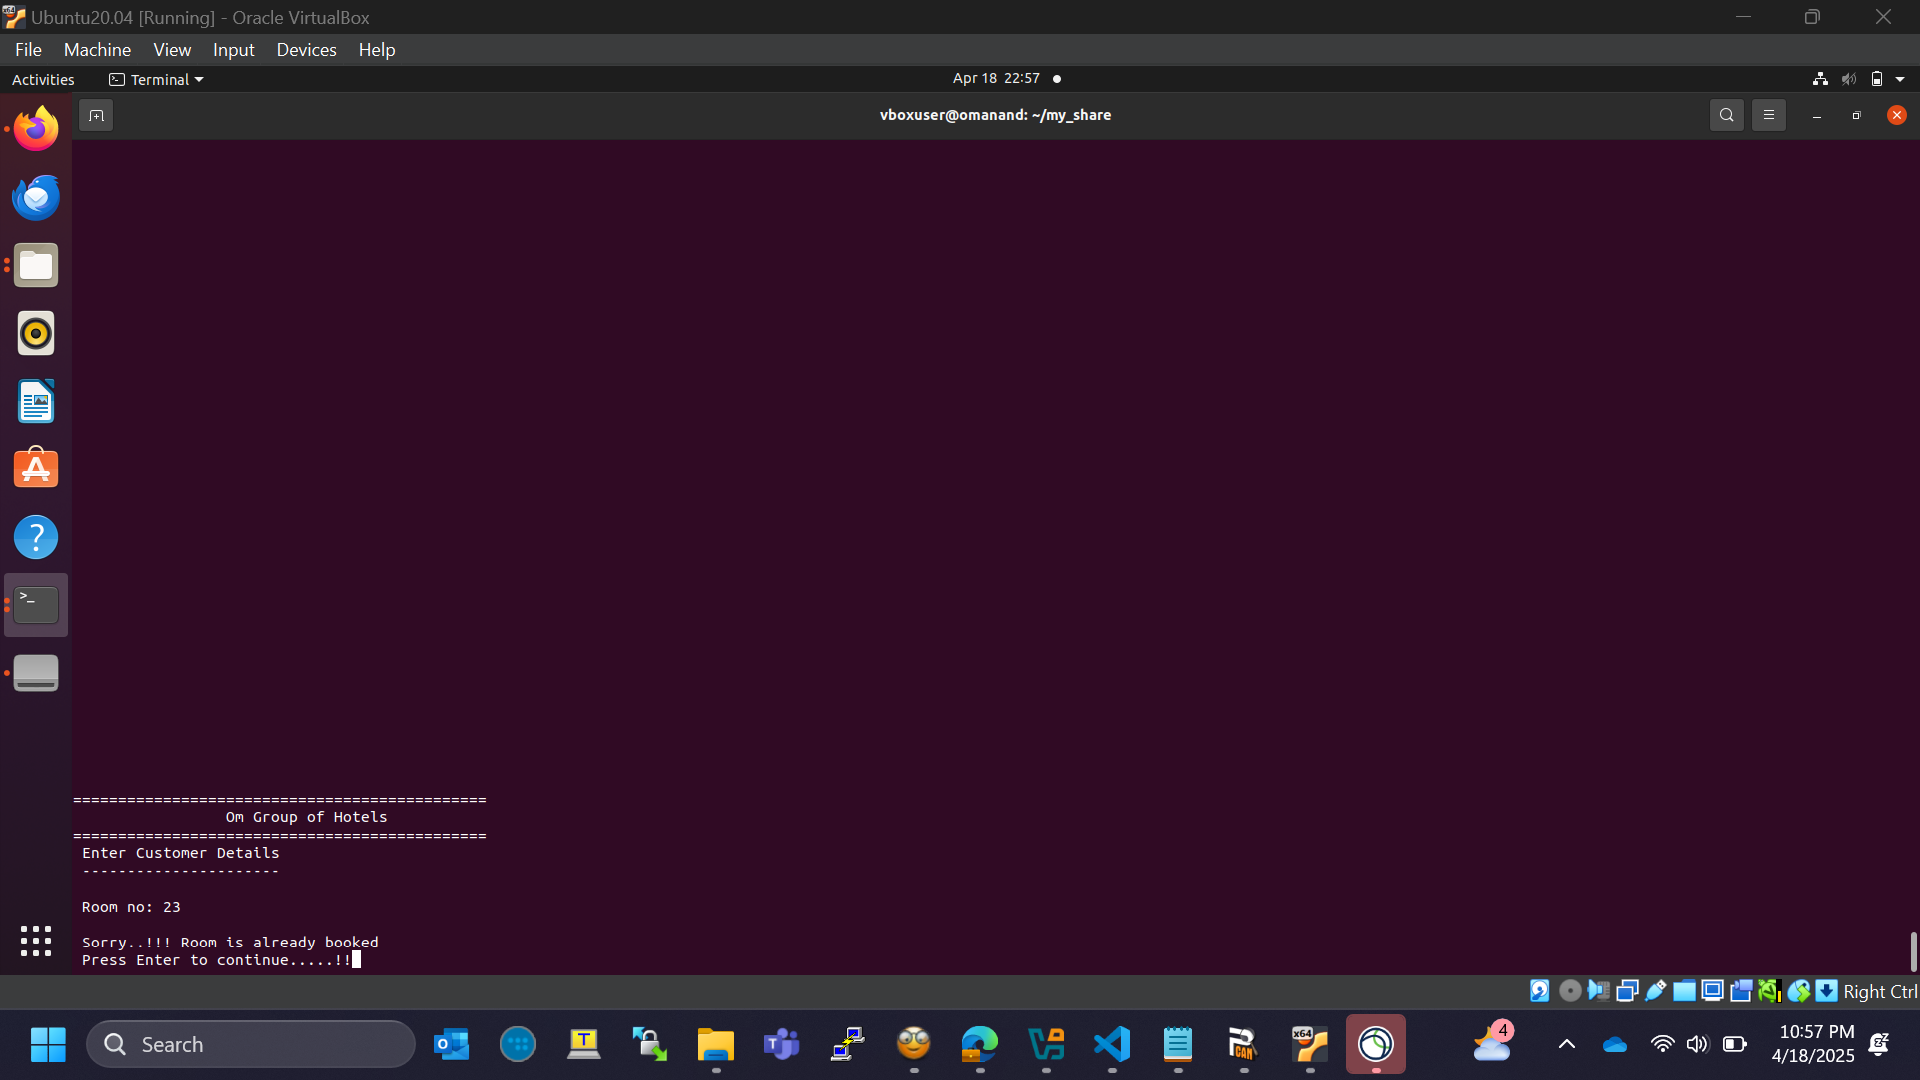 Ubuntu20.04 [Running] - Oracle VirtualBox
File Machine View Input Devices Help
Activities Terminal Apr 18 22:57
vboxuser@omanand: ~/my_share
==============================================
Om Group of Hotels
==============================================
Enter Customer Details
----------------------
Room no: 23
Sorry..!!! Room is already booked
Press Enter to continue.....!!
Right Ctrl
Search
4
10:57 PM
4/18/2025